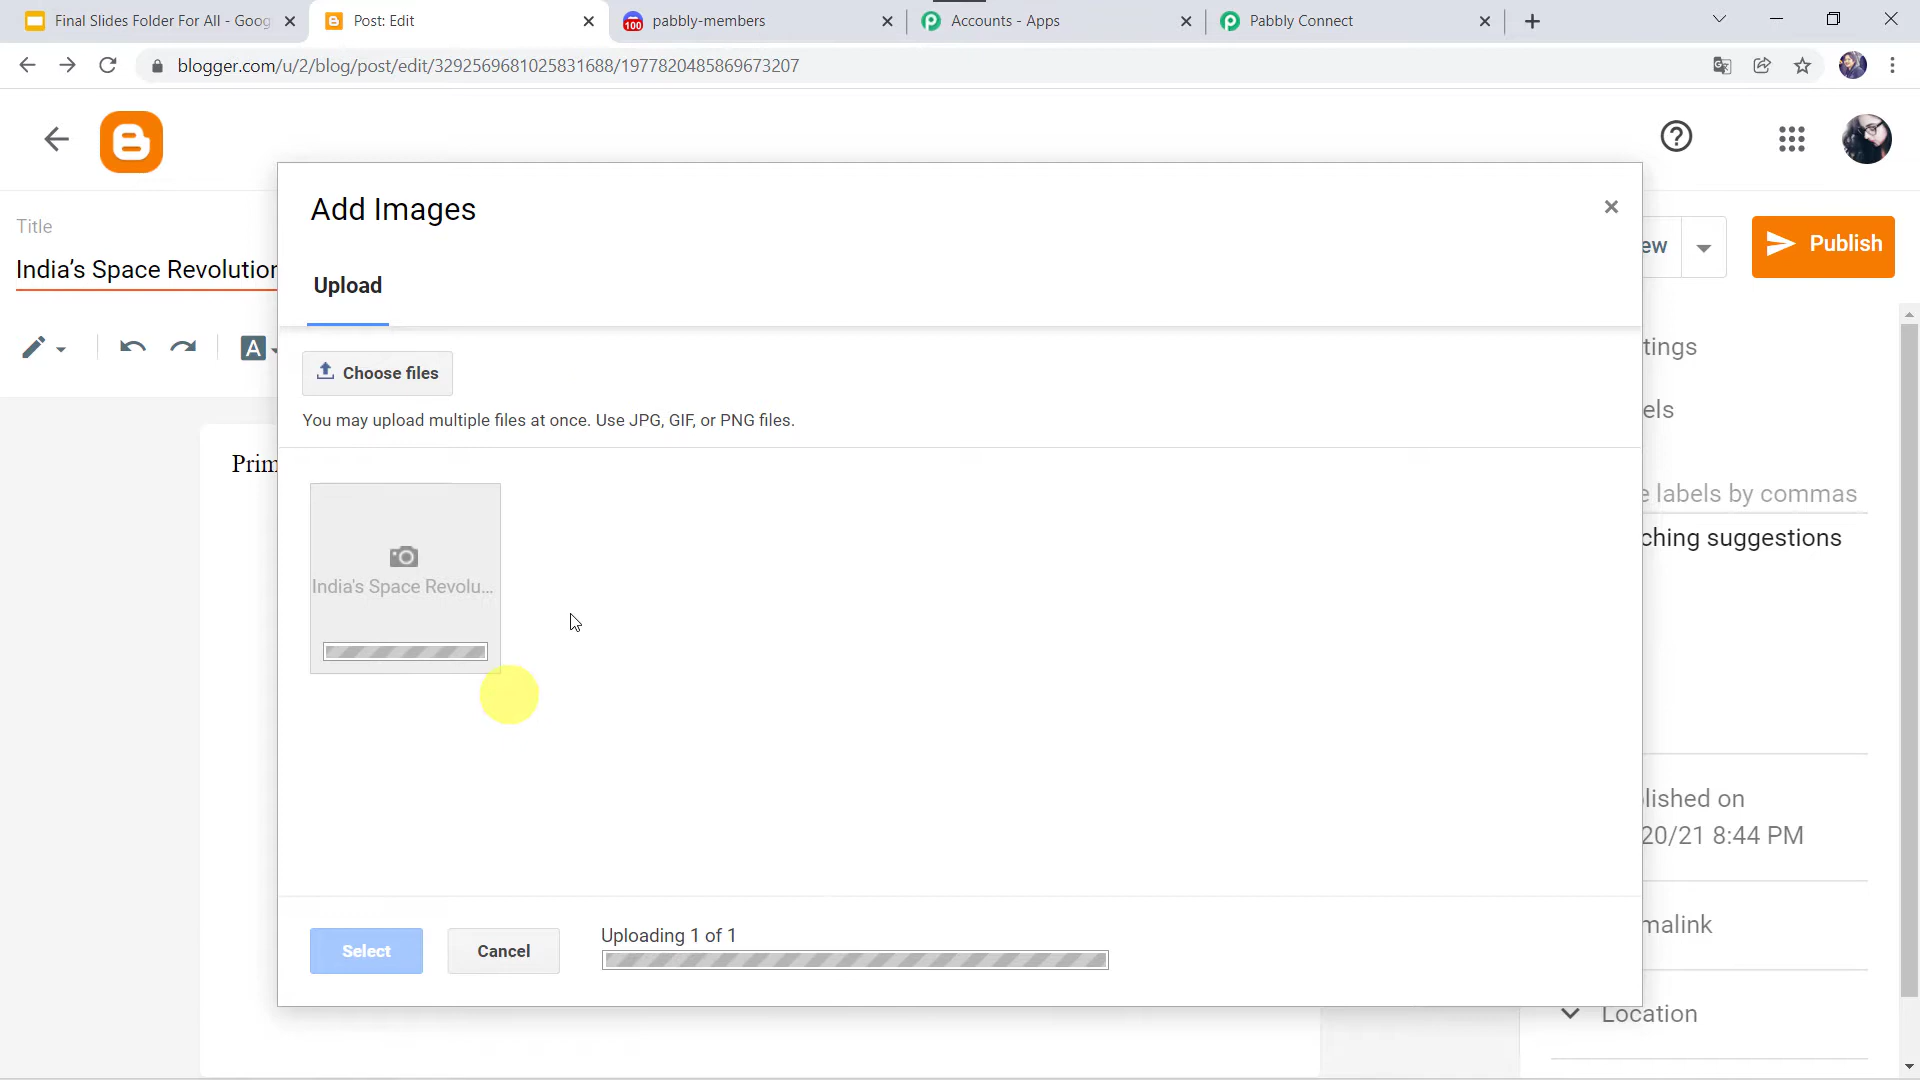 Final Slides Folder For All - Goog
Post: Edit
100
pabbly-members
Accounts - Apps
Pabbly Connect
blogger.com/u/2/blog/post/edit/3292569681025831688/1977820485869673207
Title
India’s Space Revolution
Add Images
Upload
Choose files
You may upload multiple files at once. Use JPG, GIF, or PNG files.
India's Space Revolu...
Select
Cancel
Uploading 1 of 1
A
Prim
ew
Publish
tings
els
e labels by commas
ching suggestions
lished on
20/21 8:44 PM
malink
Location